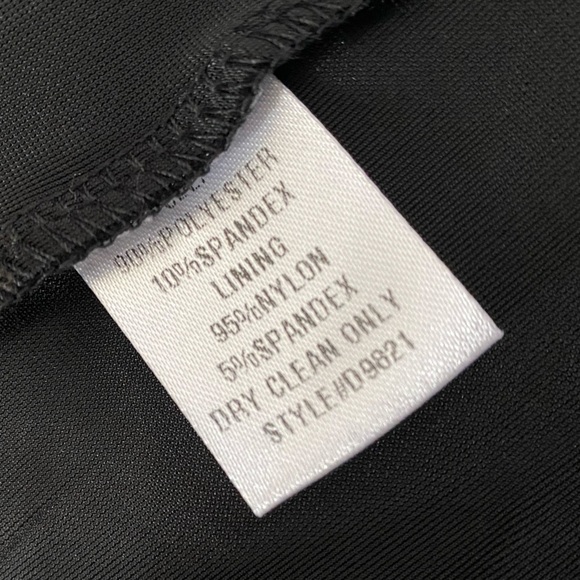 90%POLYESTER
10%SPANDEX
LINING
95%NYLON
5%SPANDEX
DRY CLEAN ONLY
STYLE#D9821